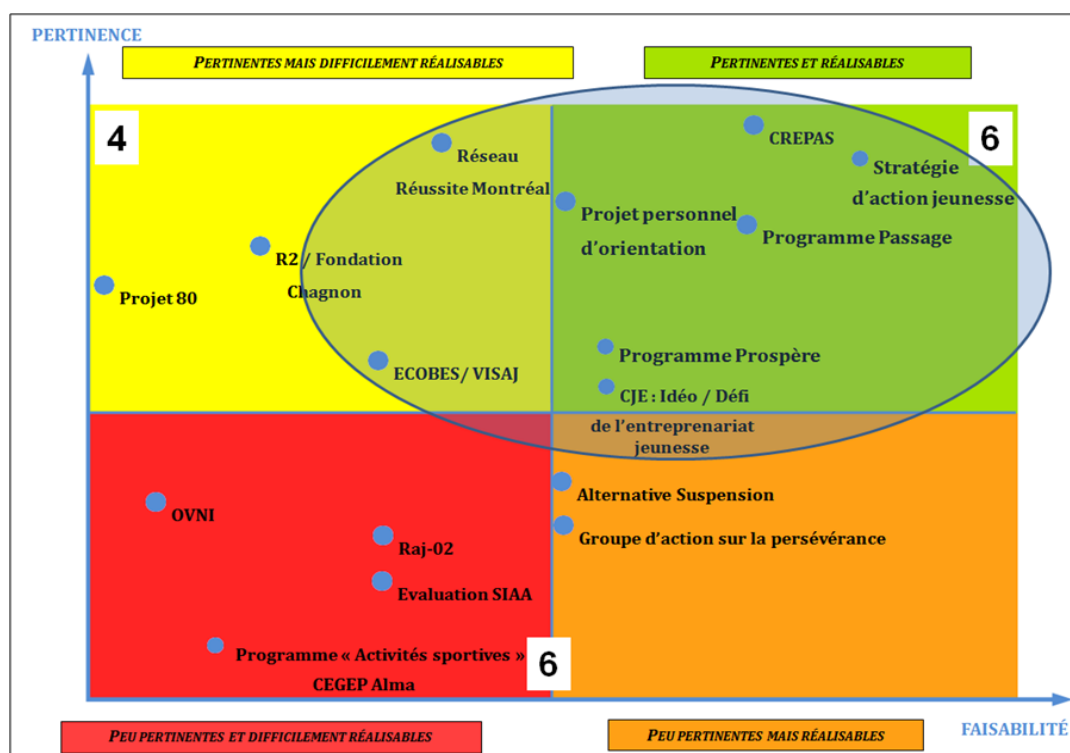 PERTINENCE
PERTINENTES MAIS DIFFICILEMENT RÉALISABLES
PERTINENTES ET RÉALISABLES
4
6
CREPAS
Réseau
Réussite Montréal
Stratégie
d'action jeunesse
Projet personnel
d'orientation
Programme Passage
R2 / Fondation
Chagnon
Projet 80
Programme Prospère
ECOBES/ VISAJ
CJE : Idéo / Défi
de l'entreprenariat
jeunesse
Alternative Suspension
OVNI
Groupe d'action sur la persévérance
Raj-02
Evaluation SIAA
Programme « Activités sportives »
CEGEP Alma
6
FAISABILITÉ
PEU PERTINENTES ET DIFFICILEMENT RÉALISABLES
PEU PERTINENTES MAIS RÉALISABLES